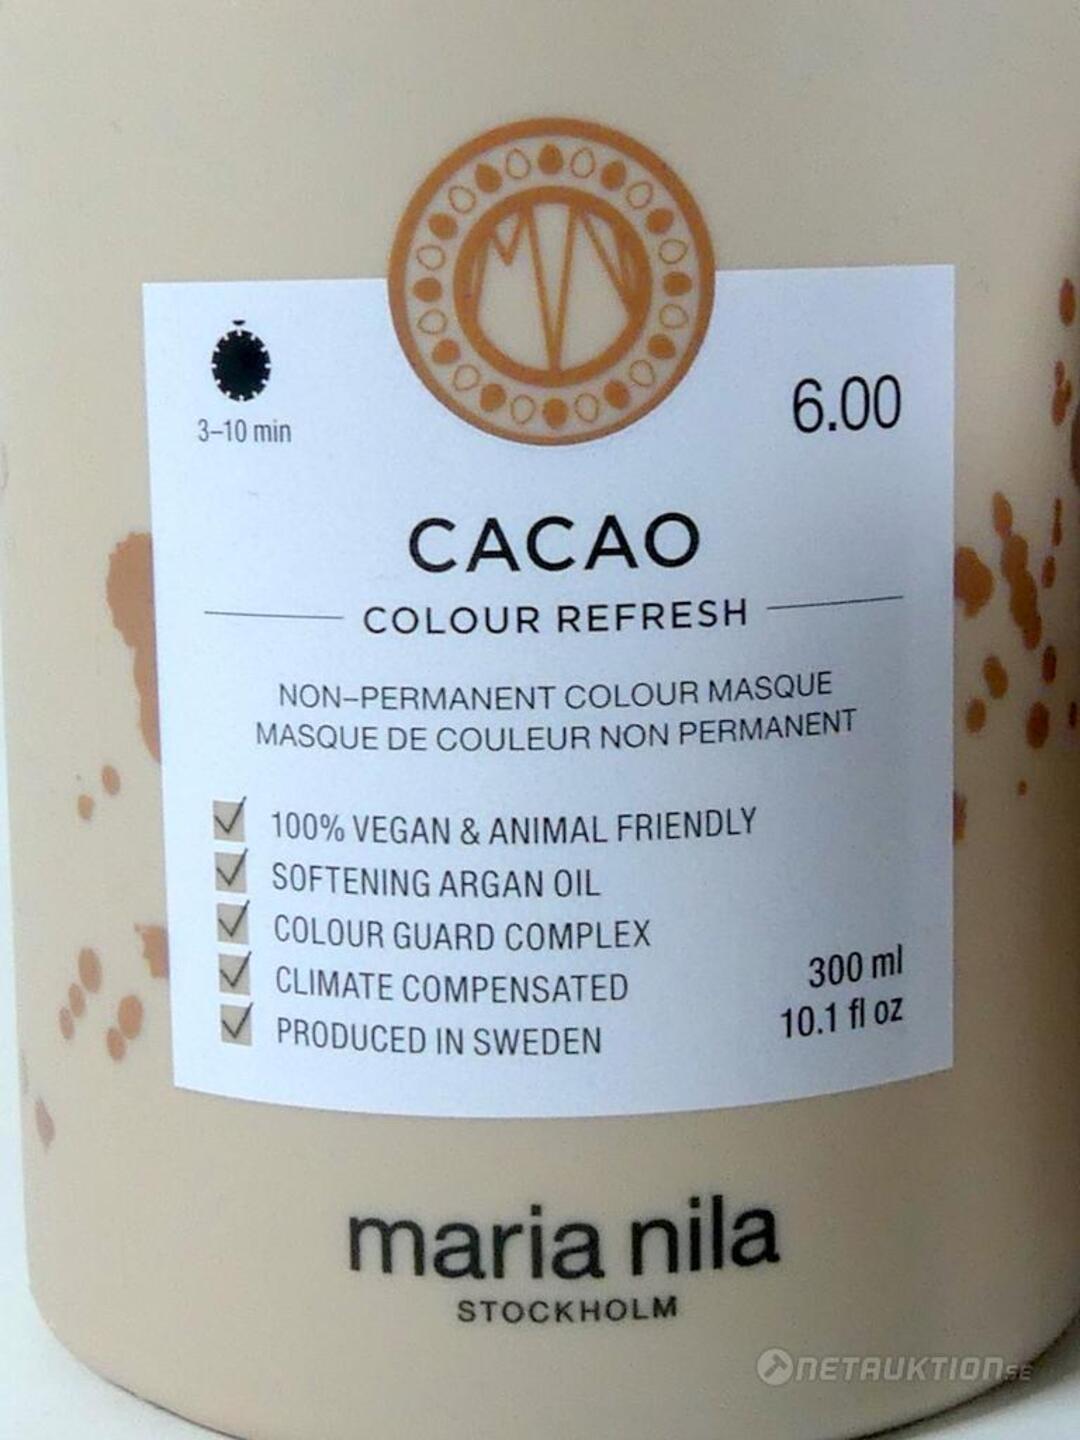 MN
3–10 min
6.00
CACAO
COLOUR REFRESH
NON–PERMANENT COLOUR MASQUE
MASQUE DE COULEUR NON PERMANENT
100% VEGAN & ANIMAL FRIENDLY
SOFTENING ARGAN OIL
COLOUR GUARD COMPLEX
CLIMATE COMPENSATED
PRODUCED IN SWEDEN
300 ml
10.1 fl oz
maria nila
STOCKHOLM
NETAUKTION.SE